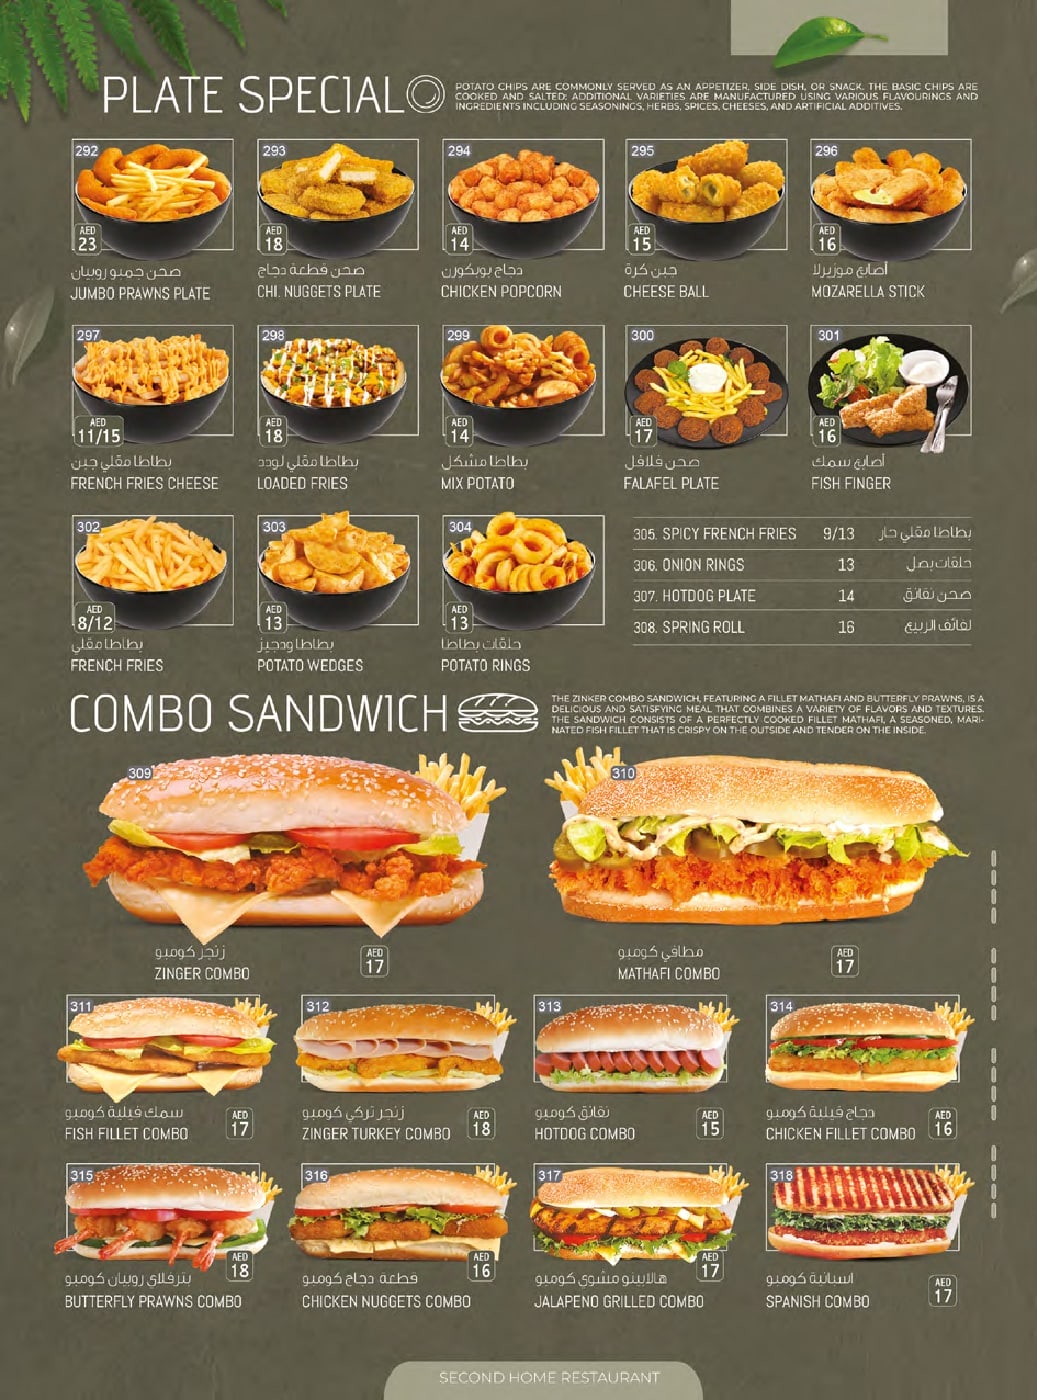 PLATE SPECIAL
POTATO CHIPS ARE COMMONLY SERVED AS AN APPETIZER, SIDE DISH, OR SNACK. THE BASIC CHIPS ARE
COOKED AND SALTED; ADDITIONAL VARIETIES ARE MANUFACTURED USING VARIOUS FLAVOURINGS AND
INGREDIENTS INCLUDING SEASONINGS, HERBS, SPICES, CHEESES, AND ARTIFICIAL ADDITIVES.
292
AED
23
صحن جمبو روبيان
JUMBO PRAWNS PLATE
293
AED
18
صحن قطعة دجاج
CHI. NUGGETS PLATE
294
AED
14
دجاج بوبكورن
CHICKEN POPCORN
295
AED
15
جبن كرة
CHEESE BALL
296
AED
16
أصابع موزيرلا
MOZARELLA STICK
297
AED
11/15
بطاطا مقلي جبن
FRENCH FRIES CHEESE
298
AED
18
بطاطا مقلي لودد
LOADED FRIES
299
AED
14
بطاطا مشكل
MIX POTATO
300
AED
17
صحن فلافل
FALAFEL PLATE
301
AED
16
أصابع سمك
FISH FINGER
302
AED
8/12
بطاطا مقلي
FRENCH FRIES
303
AED
13
بطاطا ودجيز
POTATO WEDGES
304
AED
13
حلقات بطاطا
POTATO RINGS
305. SPICY FRENCH FRIES 9/13 بطاطا مقلي حار
306. ONION RINGS 13 حلقات بصل
307. HOTDOG PLATE 14 صحن نقانق
308. SPRING ROLL 16 لفائف الربيع
COMBO SANDWICH
THE ZINKER COMBO SANDWICH, FEATURING A FILLET MATHAFI AND BUTTERFLY PRAWNS, IS A
DELICIOUS AND SATISFYING MEAL THAT COMBINES A VARIETY OF FLAVORS AND TEXTURES.
THE SANDWICH CONSISTS OF A PERFECTLY COOKED FILLET MATHAFI, A SEASONED, MARI-
NATED FISH FILLET THAT IS CRISPY ON THE OUTSIDE AND TENDER ON THE INSIDE.
309
زنجر كومبو
ZINGER COMBO
AED
17
310
مطافي كومبو
MATHAFI COMBO
AED
17
311
سمك فيلية كومبو
FISH FILLET COMBO
AED
17
312
زنجر تركي كومبو
ZINGER TURKEY COMBO
AED
18
313
نقانق كومبو
HOTDOG COMBO
AED
15
314
دجاج فيلية كومبو
CHICKEN FILLET COMBO
AED
16
315
AED
18
بترفلاي روبيان كومبو
BUTTERFLY PRAWNS COMBO
316
AED
16
قطعة دجاج كومبو
CHICKEN NUGGETS COMBO
317
AED
17
هالابينو مشوي كومبو
JALAPENO GRILLED COMBO
318
اسبانية كومبو
SPANISH COMBO
AED
17
SECOND HOME RESTAURANT